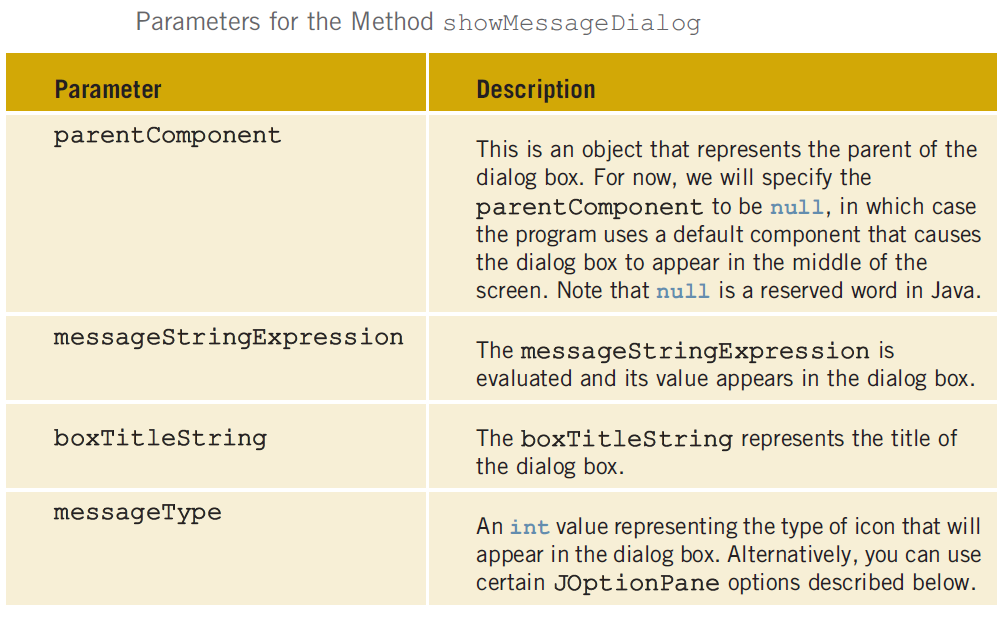 Parameters for the Method showMessageDialog
Parameter Description
parentComponent
This is an object that represents the parent of the
dialog box. For now, we will specify the
parentComponent to be null, in which case
the program uses a default component that causes
the dialog box to appear in the middle of the
screen. Note that null is a reserved word in Java.
messageStringExpression
The messageStringExpression is
evaluated and its value appears in the dialog box.
boxTitleString
The boxTitleString represents the title of
the dialog box.
messageType
An int value representing the type of icon that will
appear in the dialog box. Alternatively, you can use
certain JOptionPane options described below.